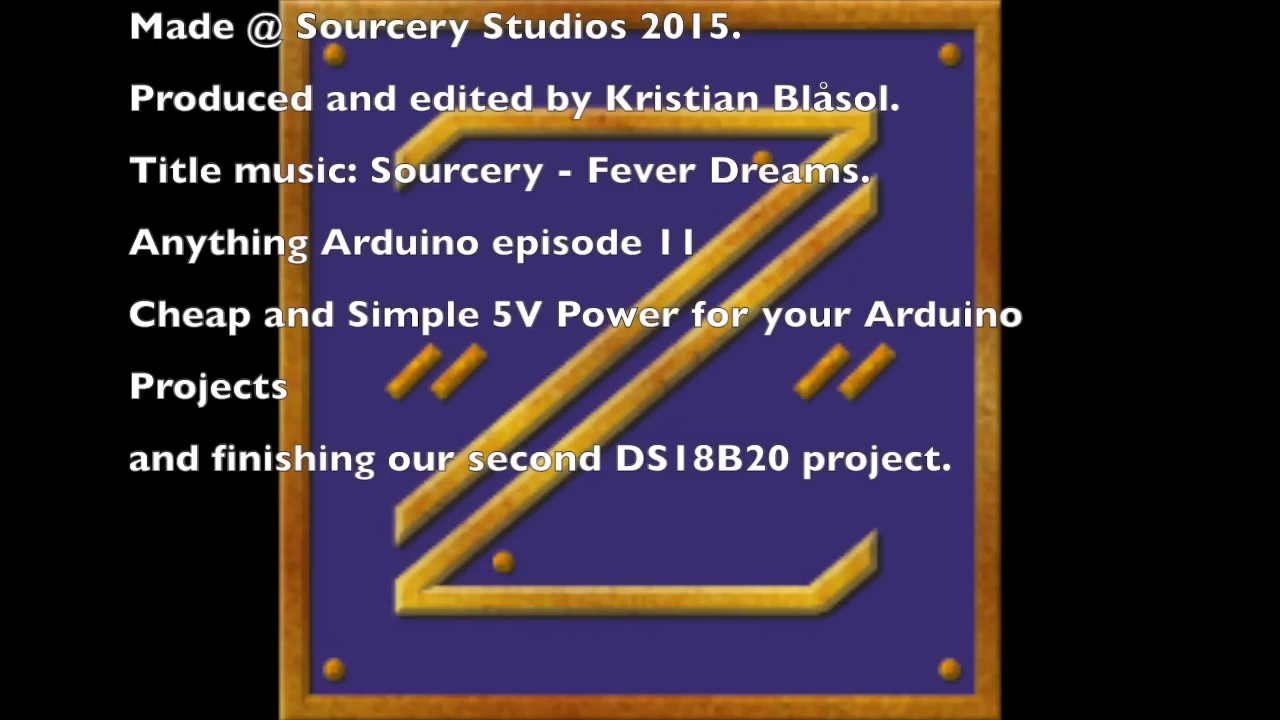 Made @ Sourcery Studios 2015.
Produced and edited by Kristian Blåsol.
Title music: Sourcery - Fever Dreams.
Anything Arduino episode 11
Cheap and Simple 5V Power for your Arduino
Projects
and finishing our second DS18B20 project.